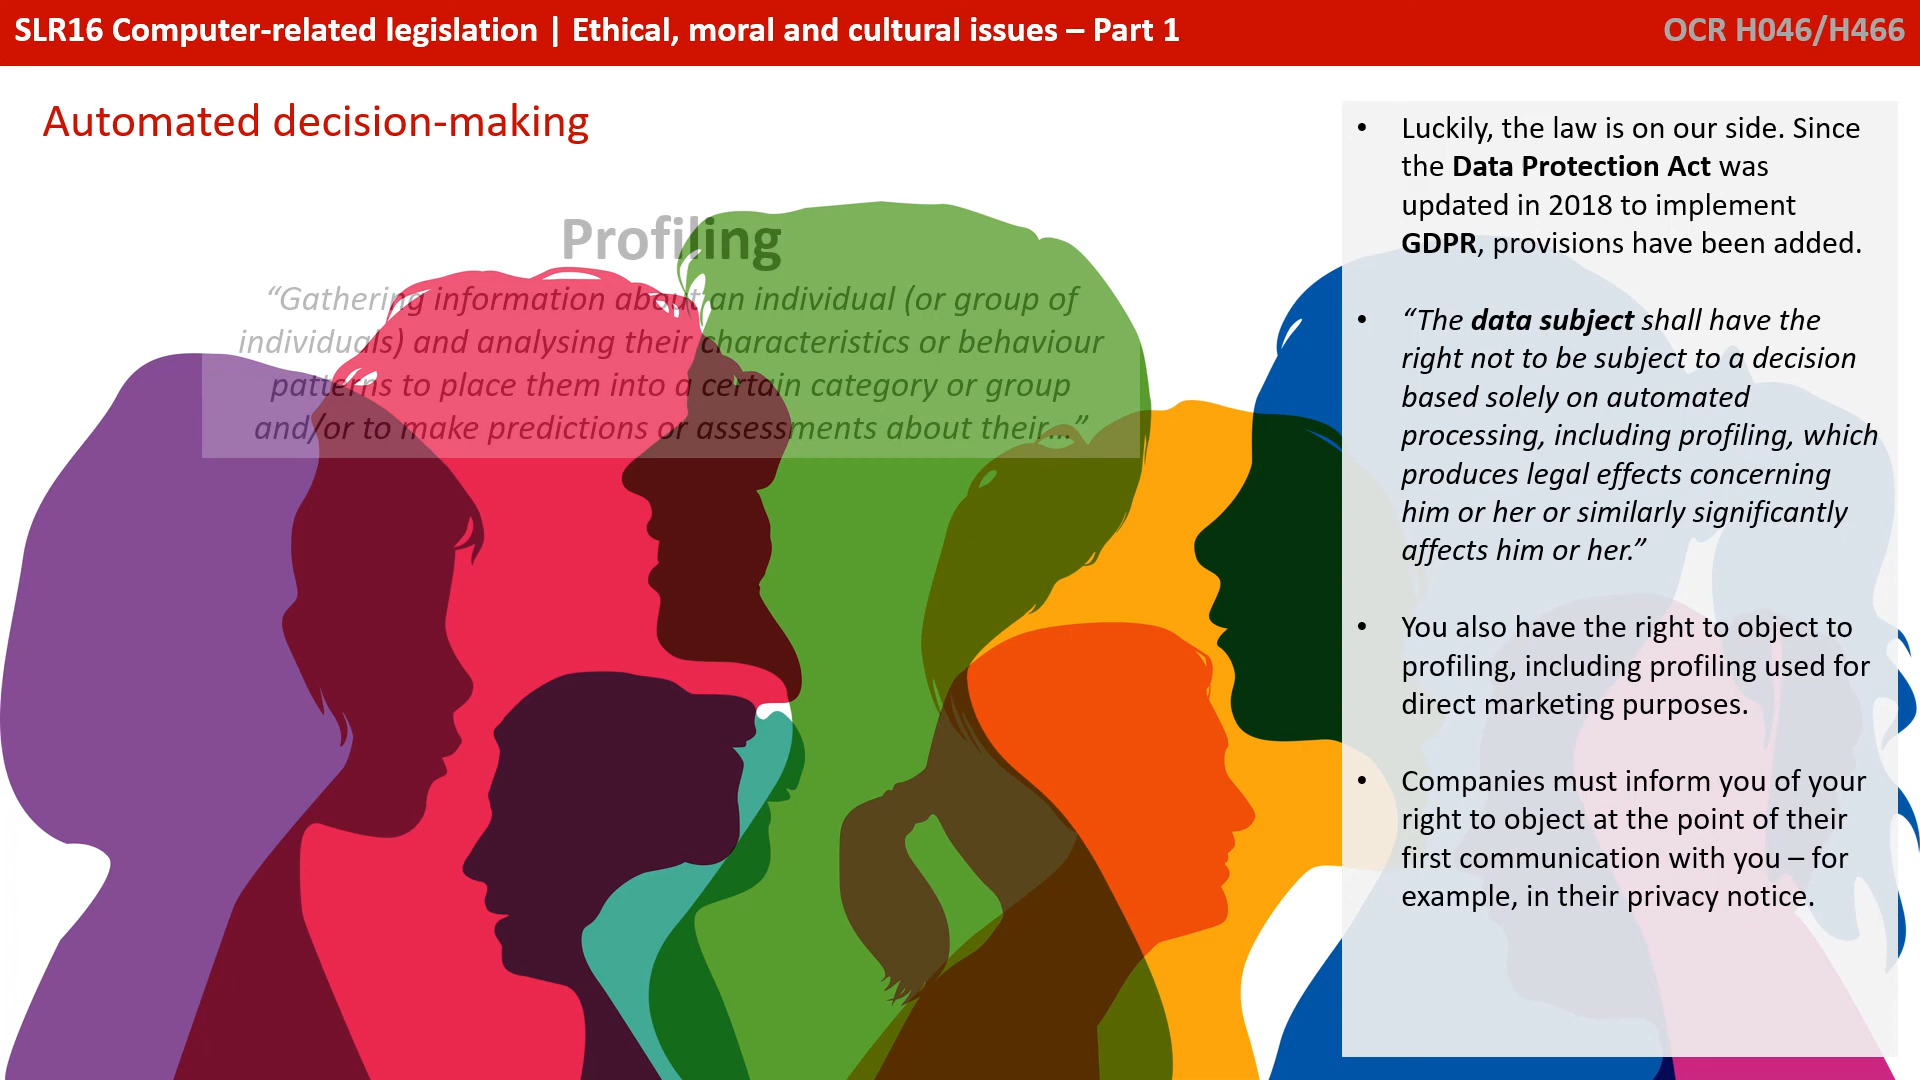 SLR16 Computer-related legislation | Ethical, moral and cultural issues – Part 1
OCR H046/H466
Automated decision-making
Profiling
“Gathering information about an individual (or group of
individuals) and analysing their characteristics or behaviour
patterns to place them into a certain category or group
and/or to make predictions or assessments about their…”
• Luckily, the law is on our side. Since
the Data Protection Act was
updated in 2018 to implement
GDPR, provisions have been added.
• “The data subject shall have the
right not to be subject to a decision
based solely on automated
processing, including profiling, which
produces legal effects concerning
him or her or similarly significantly
affects him or her.”
• You also have the right to object to
profiling, including profiling used for
direct marketing purposes.
• Companies must inform you of your
right to object at the point of their
first communication with you – for
example, in their privacy notice.